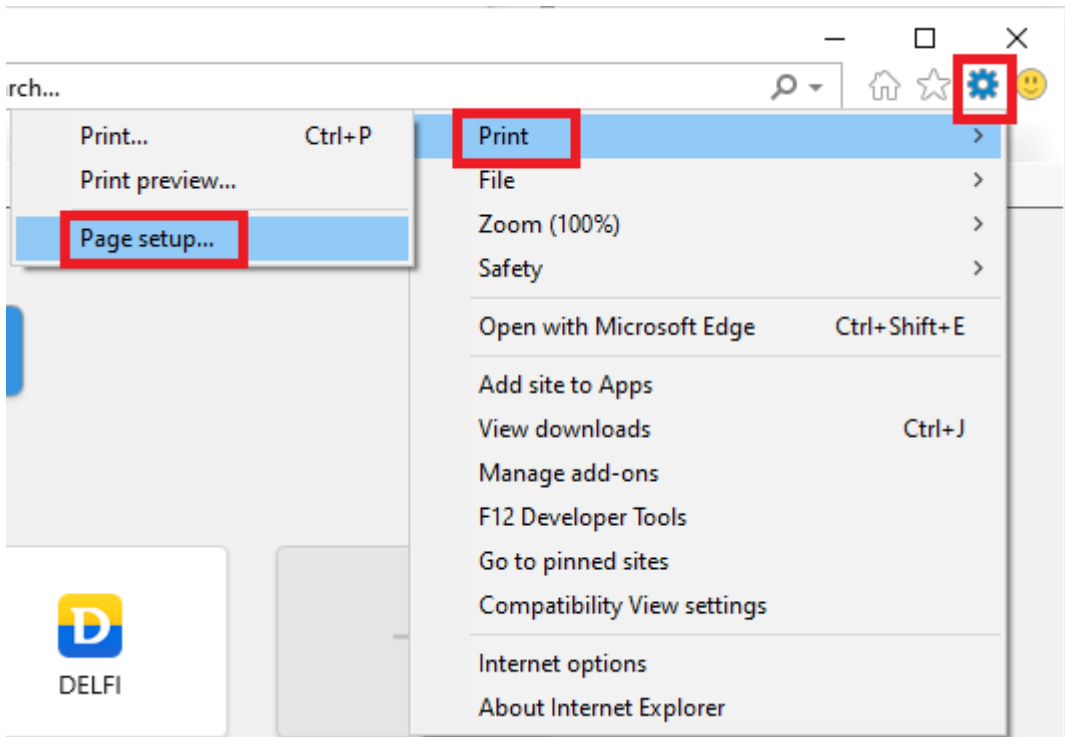 rch...
Print... Ctrl+P
Print preview...
Page setup...
Print
File
Zoom (100%)
Safety
Open with Microsoft Edge Ctrl+Shift+E
Add site to Apps
View downloads Ctrl+J
Manage add-ons
F12 Developer Tools
Go to pinned sites
Compatibility View settings
Internet options
About Internet Explorer
D
DELFI